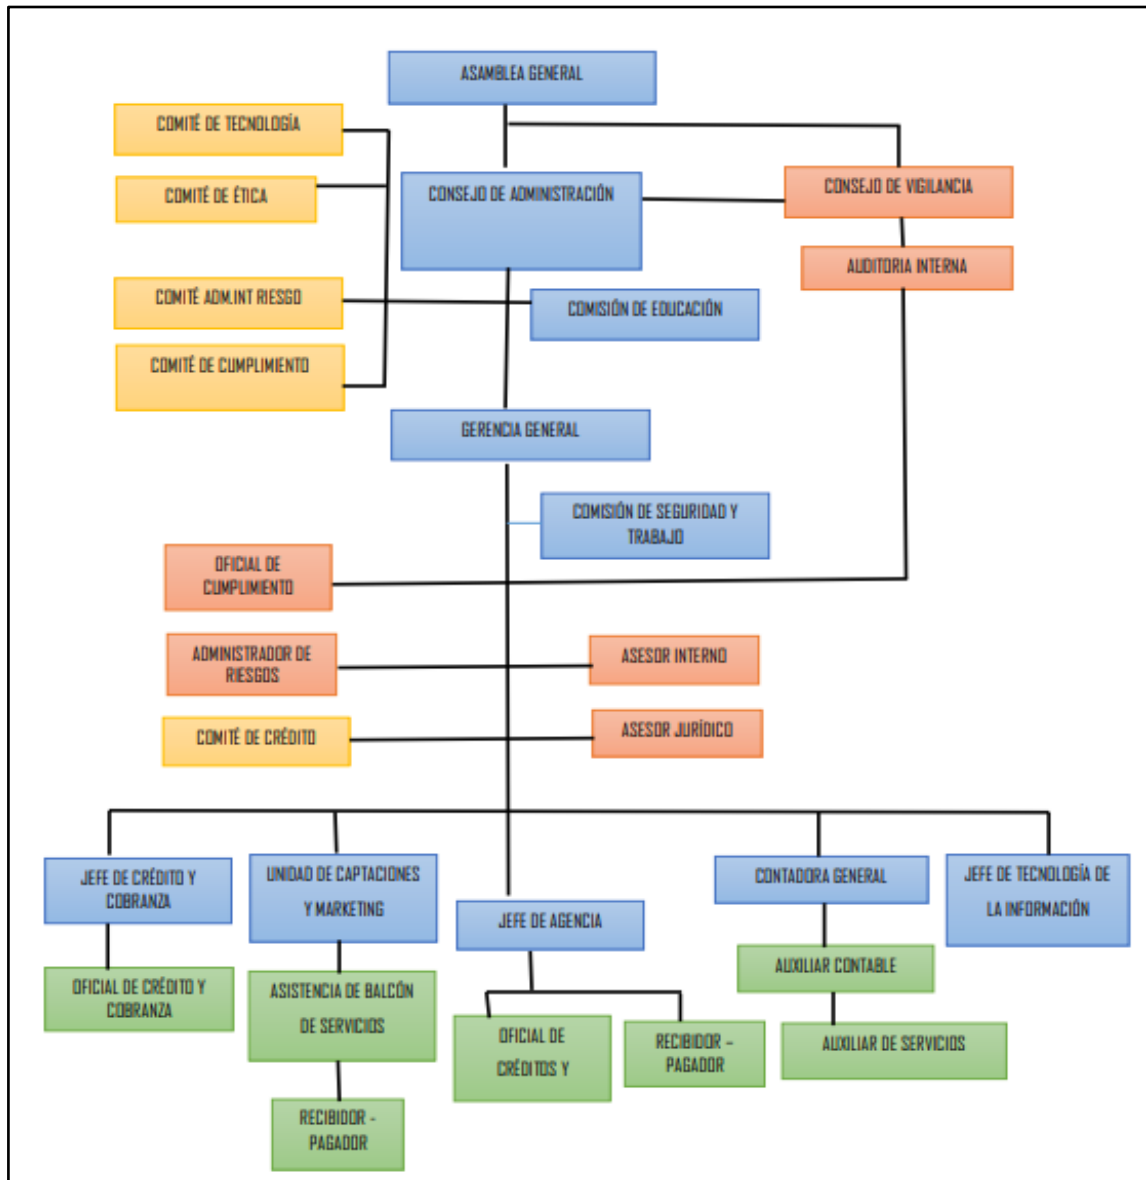 ASAMBLEA GENERAL
COMITÉ DE TECNOLOGÍA
COMITÉ DE ÉTICA
CONSEJO DE ADMINISTRACIÓN
CONSEJO DE VIGILANCIA
AUDITORIA INTERNA
COMITÉ ADM.INT RIESGO
COMISIÓN DE EDUCACIÓN
COMITÉ DE CUMPLIMIENTO
GERENCIA GENERAL
COMISIÓN DE SEGURIDAD Y
TRABAJO
OFICIAL DE
CUMPLIMIENTO
ADMINISTRADOR DE
RIESGOS
ASESOR INTERNO
COMITÉ DE CRÉDITO
ASESOR JURÍDICO
JEFE DE CRÉDITO Y
COBRANZA
UNIDAD DE CAPTACIONES
Y MARKETING
JEFE DE AGENCIA
CONTADORA GENERAL
JEFE DE TECNOLOGÍA DE
LA INFORMACIÓN
OFICIAL DE CRÉDITO Y
COBRANZA
ASISTENCIA DE BALCÓN
DE SERVICIOS
OFICIAL DE
CRÉDITOS Y
RECIBIDOR –
PAGADOR
AUXILIAR CONTABLE
AUXILIAR DE SERVICIOS
RECIBIDOR -
PAGADOR